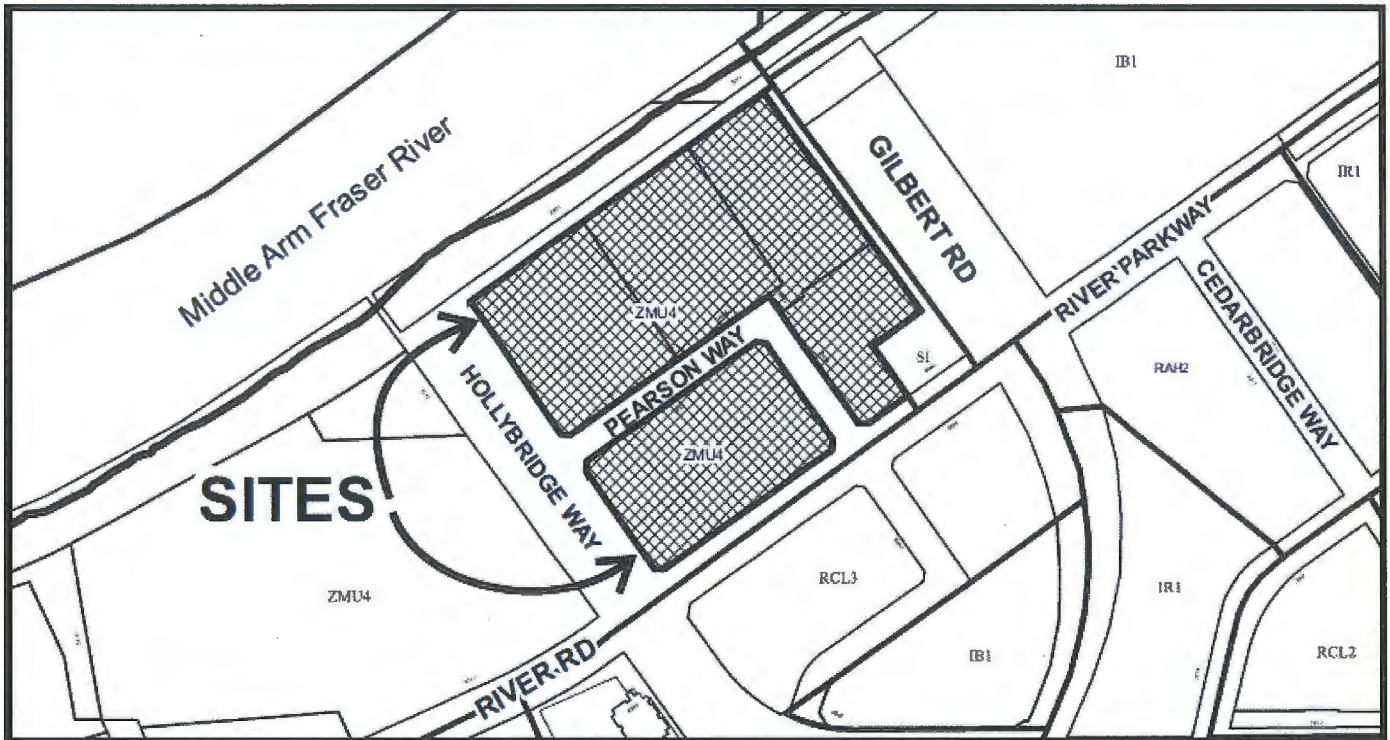 IB1
Middle Arm Fraser River
GILBERT RD
IR1
RIVER PARKWAY
CEDARBRIDGE WAY
ZMU4
SI
RAH2
PEARSON WAY
HOLLYBRIDGE WAY
ZMU4
SITES
ZMU4
RCL3
IR1
IB1
RCL2
RIVER RD